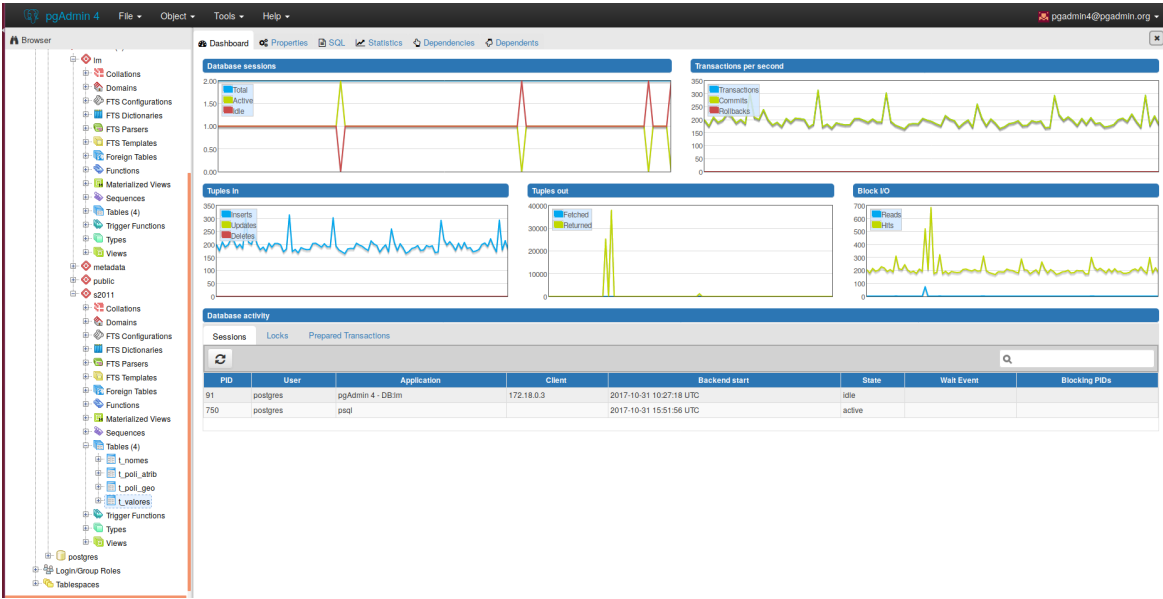 pgAdmin 4 File Object Tools Help pgadmin4@pgadmin.org
Browser
lm
Collations
Domains
FTS Configurations
FTS Dictionaries
FTS Parsers
FTS Templates
Foreign Tables
Functions
Materialized Views
Sequences
Tables (4)
Trigger Functions
Types
Views
metadata
public
s2011
Collations
Domains
FTS Configurations
FTS Dictionaries
FTS Parsers
FTS Templates
Foreign Tables
Functions
Materialized Views
Sequences
Tables (4)
t_nomes
t_poli_atrib
t_poli_geo
t_valores
Trigger Functions
Types
Views
postgres
Login/Group Roles
Tablespaces
Dashboard Properties SQL Statistics Dependencies Dependents
Database sessions
2.00
1.50
1.00
0.50
0.00
Total
Active
Idle
Transactions per second
350
300
250
200
150
100
50
0
Transactions
Commits
Rollbacks
Tuples in
350
300
250
200
150
100
50
0
Inserts
Updates
Deletes
Tuples out
40000
30000
20000
10000
0
Fetched
Returned
Block I/O
700
600
500
400
300
200
100
0
Reads
Hits
Database activity
Sessions Locks Prepared Transactions
PID User Application Client Backend start State Wait Event Blocking PIDs
91 postgres pgAdmin 4 - DB:lm 172.18.0.3 2017-10-31 10:27:18 UTC idle
750 postgres psql 2017-10-31 15:51:56 UTC active